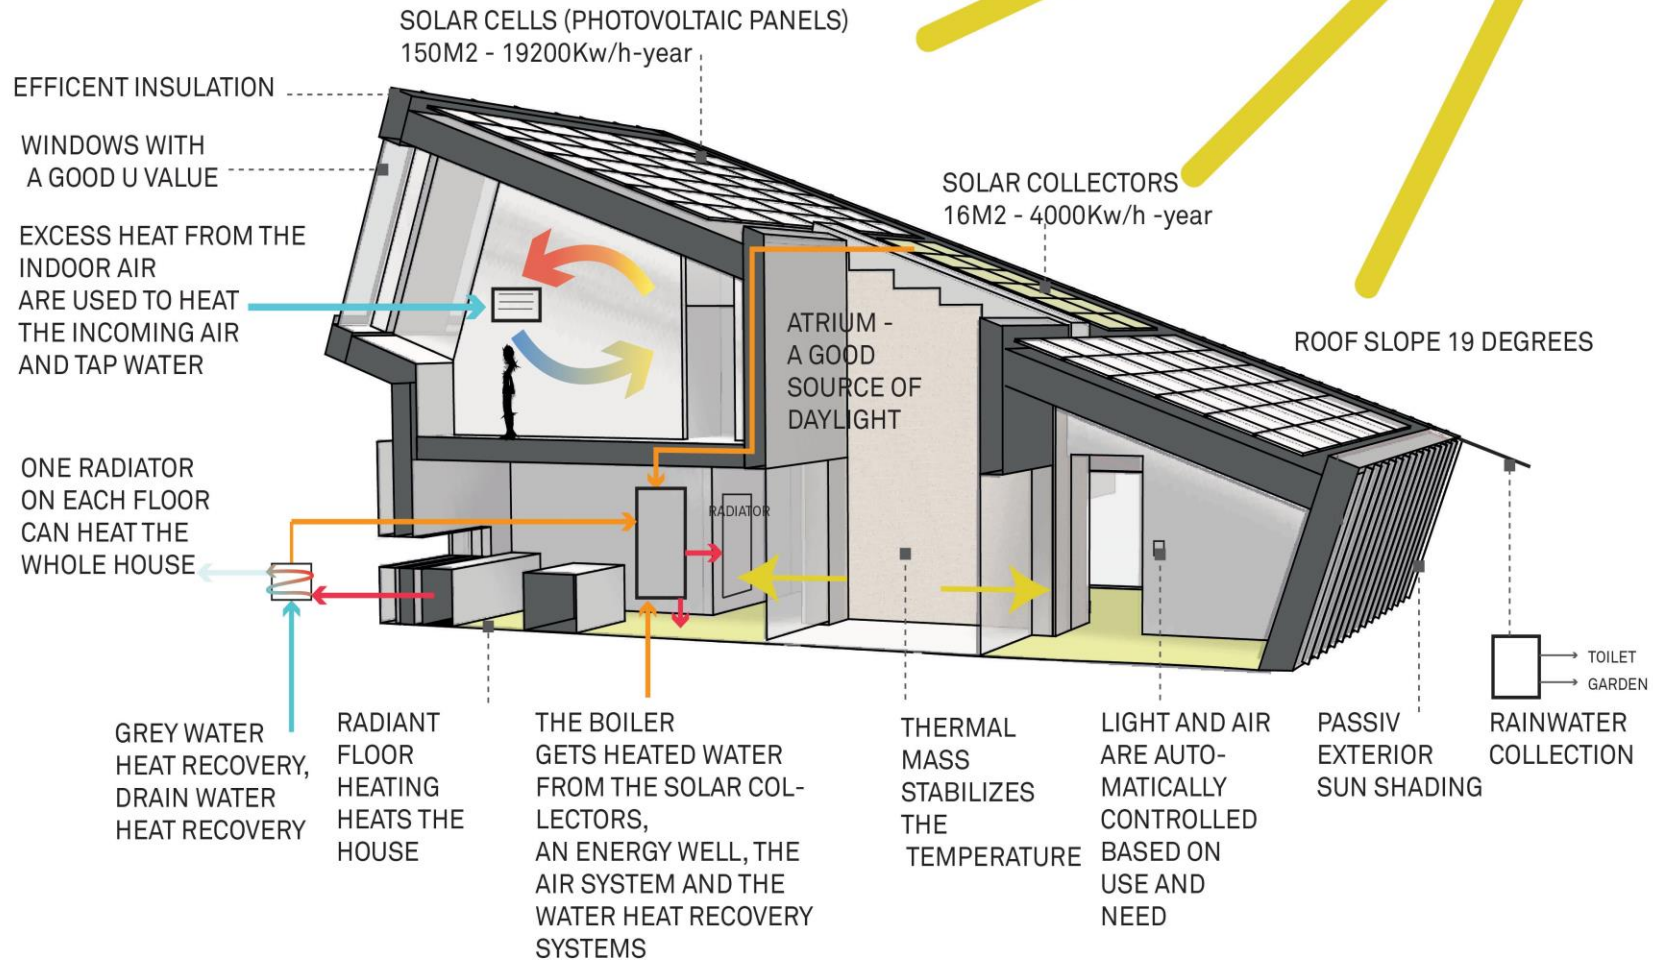 SOLAR CELLS (PHOTOVOLTAIC PANELS)
150M2 - 19200Kw/h-year
EFFICENT INSULATION
WINDOWS WITH
A GOOD U VALUE
SOLAR COLLECTORS
16M2 - 4000Kw/h -year
EXCESS HEAT FROM THE
INDOOR AIR
ARE USED TO HEAT
THE INCOMING AIR
AND TAP WATER
ATRIUM -
A GOOD
SOURCE OF
DAYLIGHT
ROOF SLOPE 19 DEGREES
ONE RADIATOR
ON EACH FLOOR
CAN HEAT THE
WHOLE HOUSE
RADIATOR
TOILET
GARDEN
GREY WATER
HEAT RECOVERY,
DRAIN WATER
HEAT RECOVERY
RADIANT
FLOOR
HEATING
HEATS THE
HOUSE
THE BOILER
GETS HEATED WATER
FROM THE SOLAR COL-
LECTORS,
AN ENERGY WELL, THE
AIR SYSTEM AND THE
WATER HEAT RECOVERY
SYSTEMS
THERMAL
MASS
STABILIZES
THE
TEMPERATURE
LIGHT AND AIR
ARE AUTO-
MATICALLY
CONTROLLED
BASED ON
USE AND
NEED
PASSIV
EXTERIOR
SUN SHADING
RAINWATER
COLLECTION